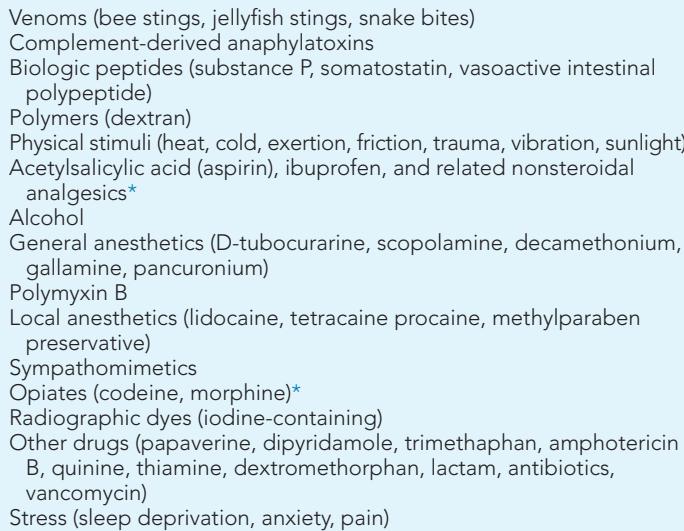 Venoms (bee stings, jellyfish stings, snake bites)
Complement-derived anaphylatoxins
Biologic peptides (substance P, somatostatin, vasoactive intestinal
polypeptide)
Polymers (dextran)
Physical stimuli (heat, cold, exertion, friction, trauma, vibration, sunlight)
Acetylsalicylic acid (aspirin), ibuprofen, and related nonsteroidal
analgesics*
Alcohol
General anesthetics (D-tubocurarine, scopolamine, decamethonium,
gallamine, pancuronium)
Polymyxin B
Local anesthetics (lidocaine, tetracaine procaine, methylparaben
preservative)
Sympathomimetics
Opiates (codeine, morphine)*
Radiographic dyes (iodine-containing)
Other drugs (papaverine, dipyridamole, trimethaphan, amphotericin
B, quinine, thiamine, dextromethorphan, lactam, antibiotics,
vancomycin)
Stress (sleep deprivation, anxiety, pain)